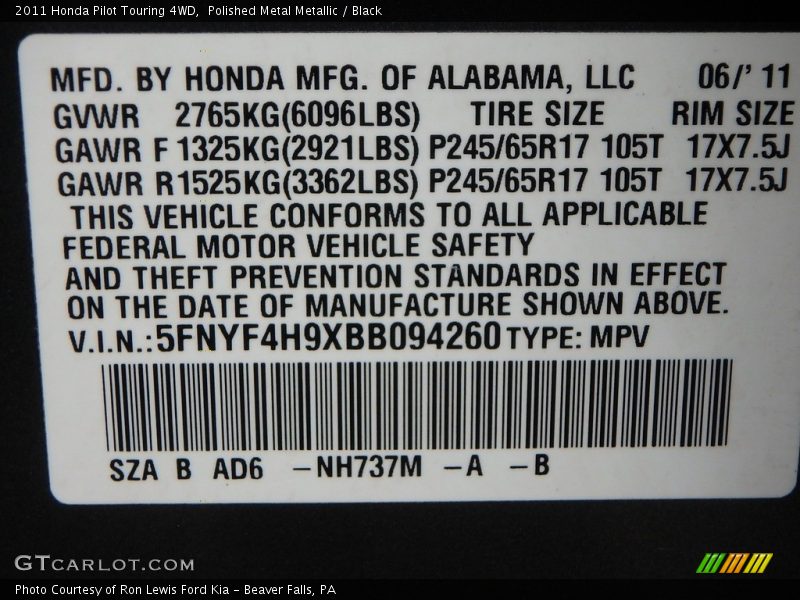 2011 Honda Pilot Touring 4WD,  Polished Metal Metallic / Black
MFD. BY HONDA MFG. OF ALABAMA, LLC 06/' 11
GVWR 2765KG(6096LBS) TIRE SIZE RIM SIZE
GAWR F 1325KG(2921LBS) P245/65R17 105T 17X7.5J
GAWR R1525KG(3362LBS) P245/65R17 105T 17X7.5J
THIS VEHICLE CONFORMS TO ALL APPLICABLE
FEDERAL MOTOR VEHICLE SAFETY
AND THEFT PREVENTION STANDARDS IN EFFECT
ON THE DATE OF MANUFACTURE SHOWN ABOVE.
V.I.N.:5FNYF4H9XBB094260 TYPE: MPV
SZA B AD6 –NH737M –A –B
GTCARLOT.COM
Photo Courtesy of Ron Lewis Ford Kia – Beaver Falls, PA